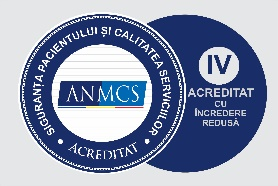 SIGURANȚA PACIENTULUI ȘI CALITATEA SERVICIILOR
ANMCS
• ACREDITAT •
IV
ACREDITAT
CU
ÎNCREDERE
REDUSĂ